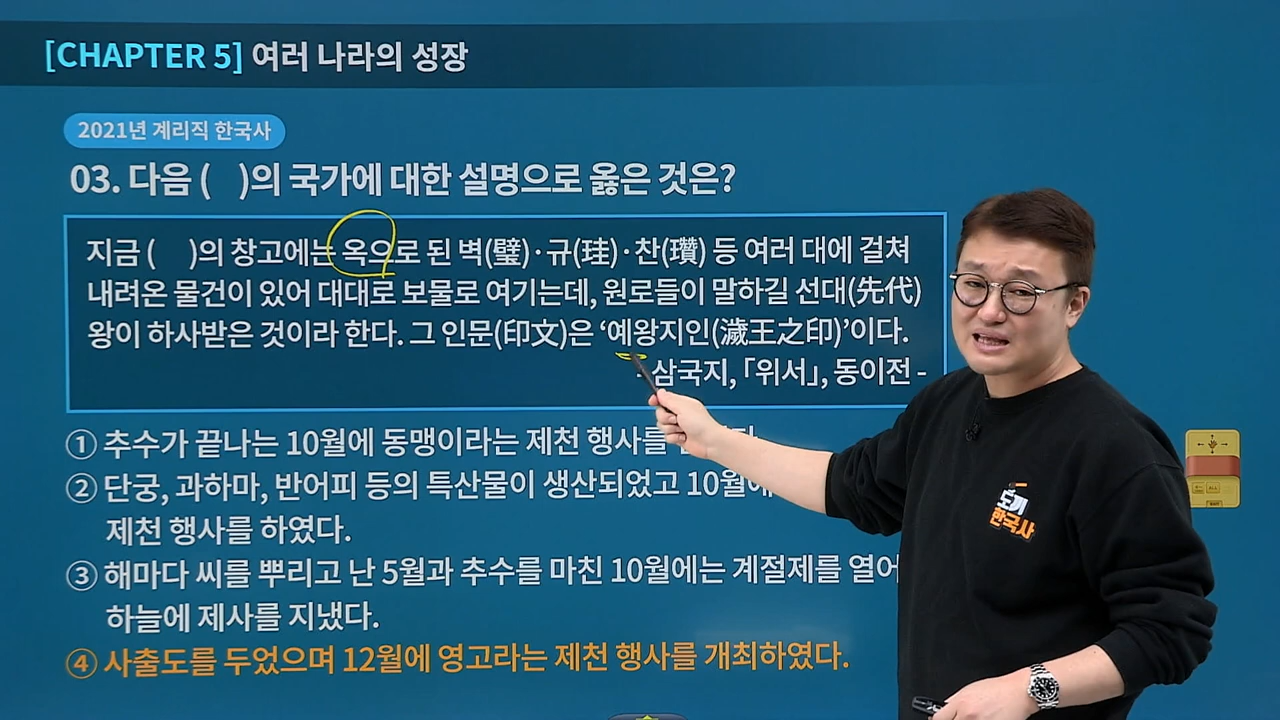 [CHAPTER 5] 여러 나라의 성장
2021년 계리직 한국사
03. 다음 (    )의 국가에 대한 설명으로 옳은 것은?
지금 (    )의 창고에는 옥으로 된 벽(璧)·규(珪)·찬(瓚) 등 여러 대에 걸쳐
내려온 물건이 있어 대대로 보물로 여기는데, 원로들이 말하길 선대(先代)
왕이 하사받은 것이라 한다. 그 인문(印文)은 ‘예왕지인(濊王之印)’이다.
- 삼국지, 「위서」, 동이전 -
① 추수가 끝나는 10월에 동맹이라는 제천 행사를
② 단궁, 과하마, 반어피 등의 특산물이 생산되었고 10월에
제천 행사를 하였다.
③ 해마다 씨를 뿌리고 난 5월과 추수를 마친 10월에는 계절제를 열어
하늘에 제사를 지냈다.
④ 사출도를 두었으며 12월에 영고라는 제천 행사를 개최하였다.
도끼
한국사
ALL